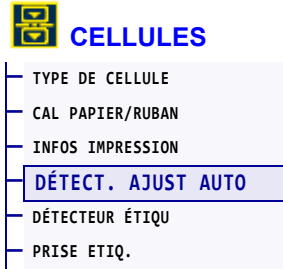 CELLULES
TYPE DE CELLULE
CAL PAPIER/RUBAN
INFOS IMPRESSION
DÉTECT. AJUST AUTO
DÉTECTEUR ÉTIQU
PRISE ETIQ.